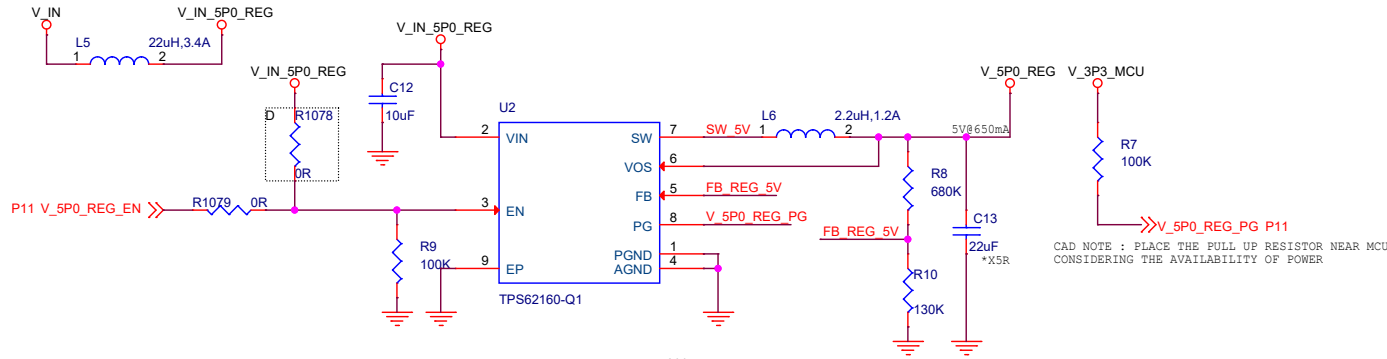 V_IN
V_IN_5P0_REG
L5
22uH,3.4A
1
2
V_IN_5P0_REG
D
R1078
0R
P11 V_5P0_REG_EN
R1079
0R
R9
100K
V_IN_5P0_REG
C12
10uF
U2
2
VIN
3
EN
9
EP
SW
7
VOS
6
FB
5
PG
8
PGND
1
AGND
4
TPS62160-Q1
SW_5V
L6
2.2uH,1.2A
1
2
FB_REG_5V
V_5P0_REG_PG
V_5P0_REG
5V@650mA
R8
680K
FB_REG_5V
R10
130K
C13
22uF
*X5R
V_3P3_MCU
R7
100K
V_5P0_REG_PG P11
CAD NOTE : PLACE THE PULL UP RESISTOR NEAR MCU
CONSIDERING THE AVAILABILITY OF POWER